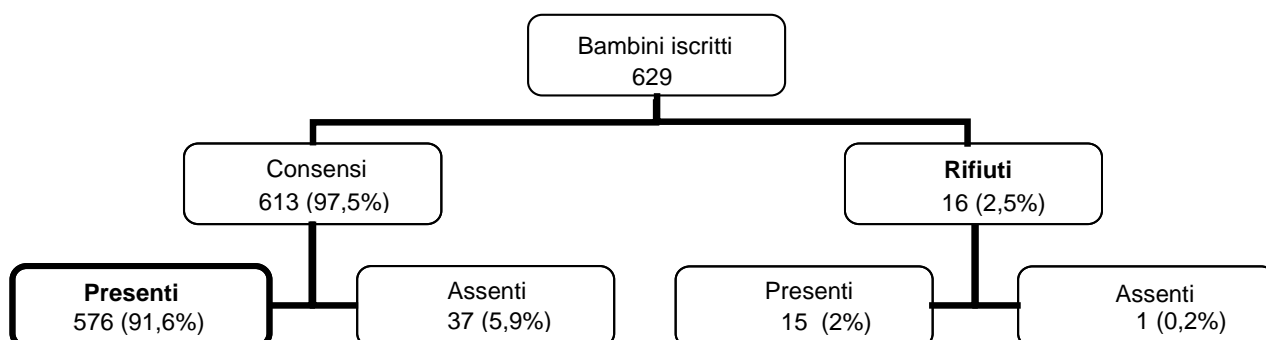 Bambini iscritti
629
Consensi
613 (97,5%)
Rifiuti
16 (2,5%)
Presenti
576 (91,6%)
Assenti
37 (5,9%)
Presenti
15 (2%)
Assenti
1 (0,2%)